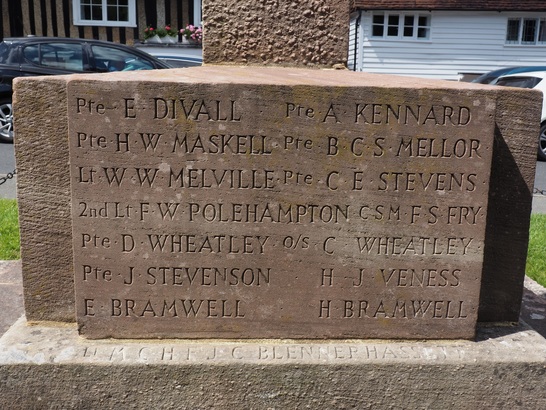 Pte E DIVALL Pte A KENNARD
Pte H W MASKELL Pte B C S MELLOR
Lt W W MELVILLE Pte C E STEVENS
2nd Lt F W POLEHAMPTON CSM F S FRY
Pte D WHEATLEY O/S C WHEATLEY
Pte J STEVENSON H J VENESS
E BRAMWELL H BRAMWELL
BLENNERHASSETT